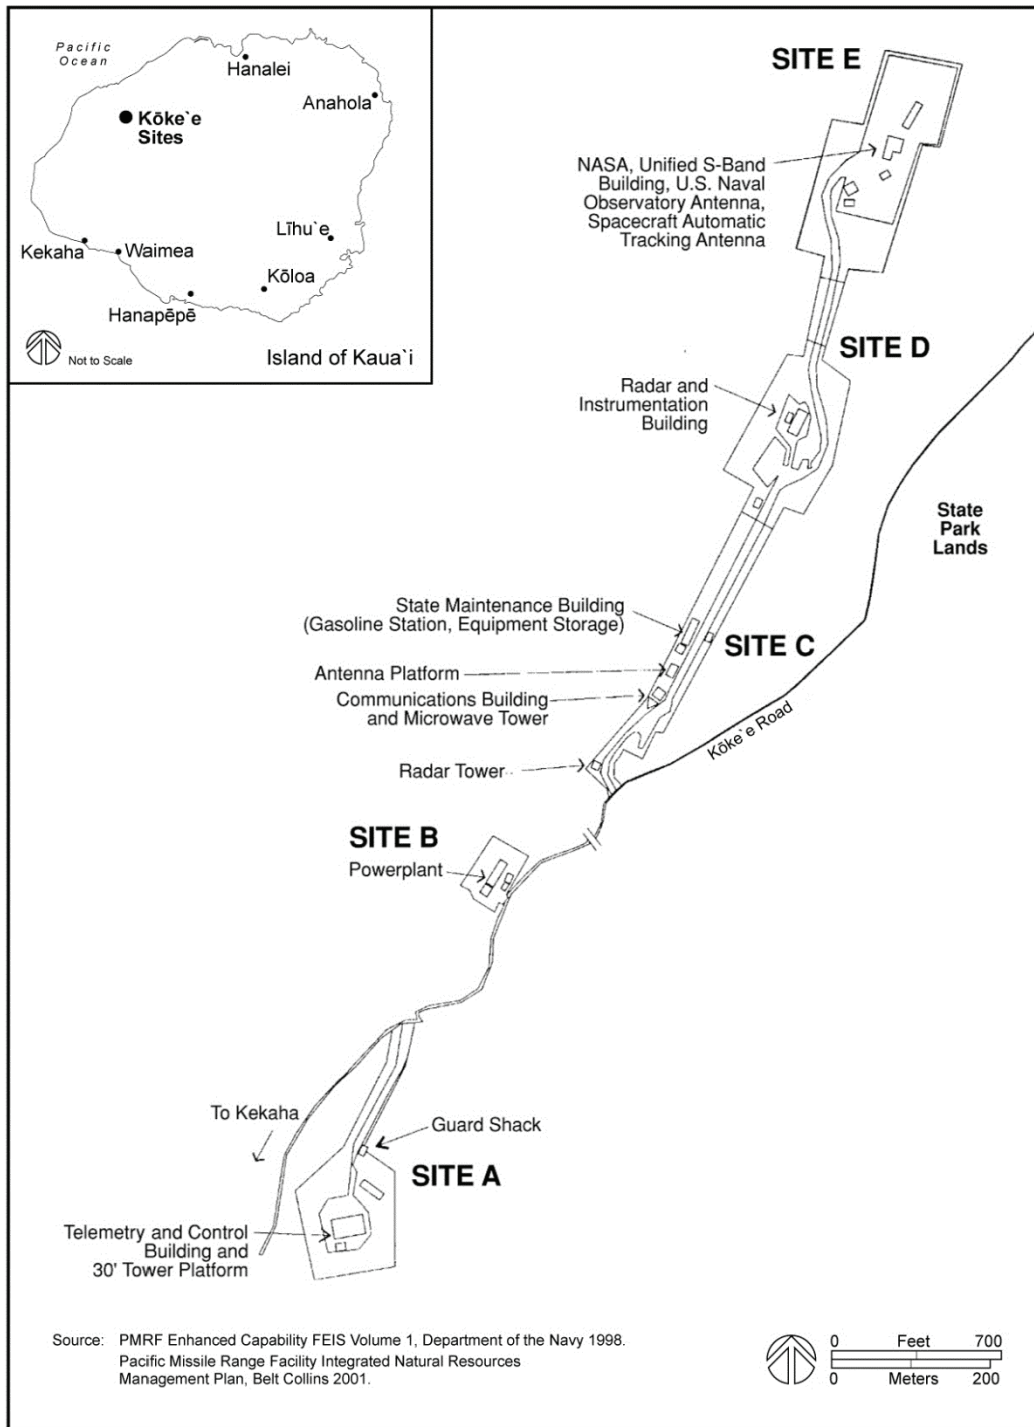 Pacific
Ocean
Hanalei
Anahola
Kōke`e
Sites
Līhu`e
Kekaha
Waimea
Kōloa
Hanapēpē
Not to Scale
Island of Kaua`i
SITE E
NASA, Unified S-Band
Building, U.S. Naval
Observatory Antenna,
Spacecraft Automatic
Tracking Antenna
SITE D
Radar and
Instrumentation
Building
State
Park
Lands
State Maintenance Building
(Gasoline Station, Equipment Storage)
SITE C
Antenna Platform
Communications Building
and Microwave Tower
Kōke`e Road
Radar Tower
SITE B
Powerplant
To Kekaha
Guard Shack
SITE A
Telemetry and Control
Building and
30' Tower Platform
Source: PMRF Enhanced Capability FEIS Volume 1, Department of the Navy 1998.
Pacific Missile Range Facility Integrated Natural Resources
Management Plan, Belt Collins 2001.
0 Feet 700
0 Meters 200